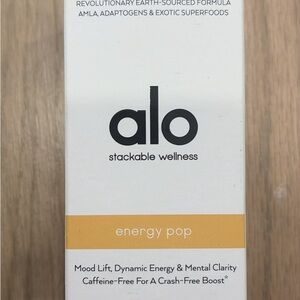 REVOLUTIONARY EARTH-SOURCED FORMULA
AMLA, ADAPTOGENS & EXOTIC SUPERFOODS
alo
stackable wellness
energy pop
Mood Lift, Dynamic Energy & Mental Clarity
Caffeine-Free For A Crash-Free Boost*